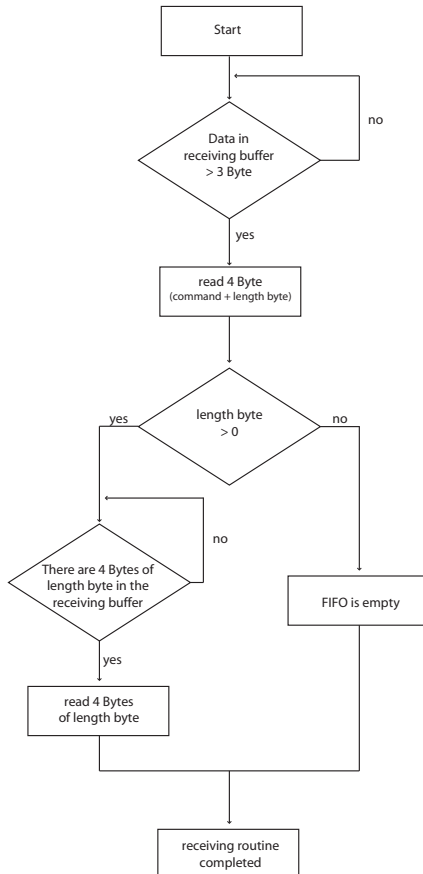 Start
no
Data in
receiving buffer
> 3 Byte
yes
read 4 Byte
(command + length byte)
yes
length byte
> 0
no
no
There are 4 Bytes of
length byte in the
receiving buffer
FIFO is empty
yes
read 4 Bytes
of length byte
receiving routine
completed